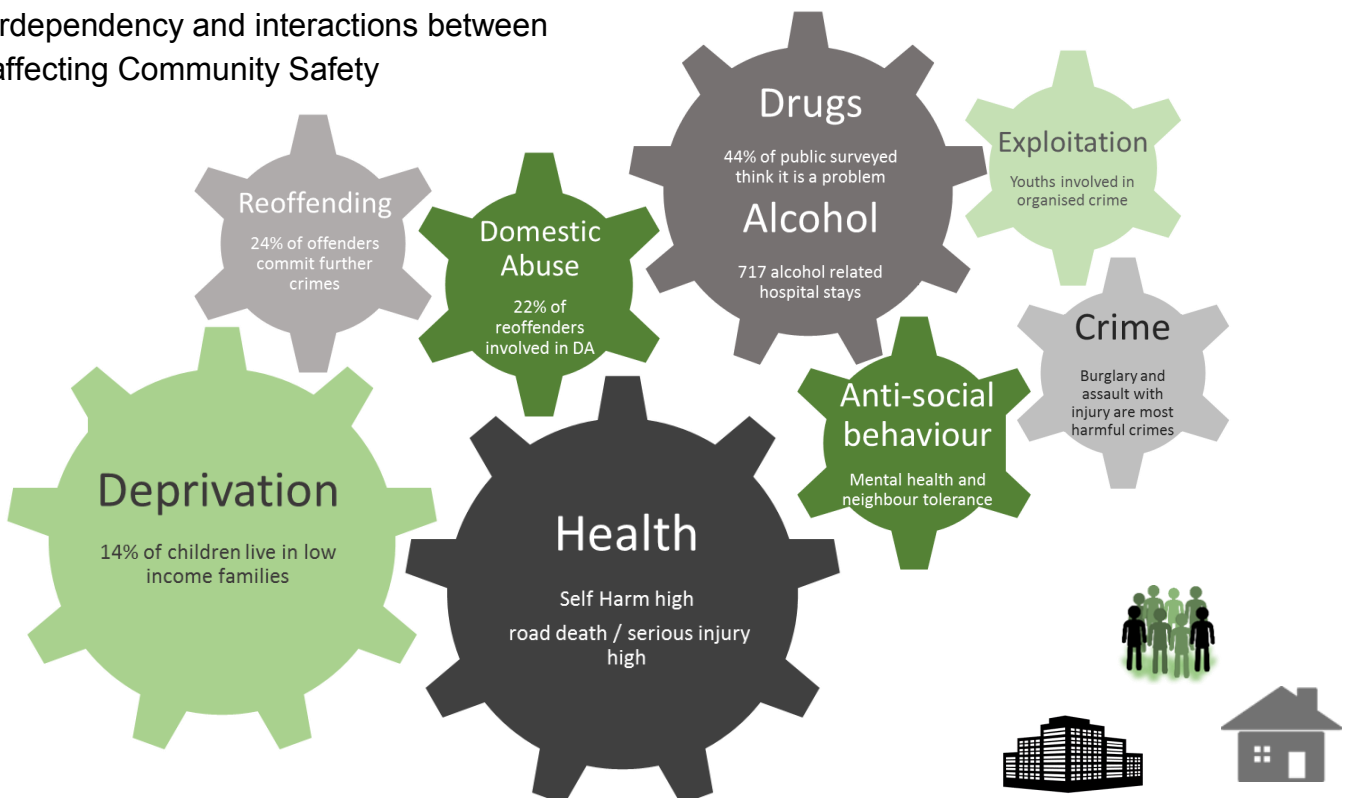 rdependency and interactions between
affecting Community Safety
Drugs
44% of public surveyed
think it is a problem
Alcohol
717 alcohol related
hospital stays
Exploitation
Youths involved in
organised crime
Reoffending
24% of offenders
commit further
crimes
Domestic
Abuse
22% of
reoffenders
involved in DA
Crime
Burglary and
assault with
injury are most
harmful crimes
Anti-social
behaviour
Mental health and
neighbour tolerance
Deprivation
14% of children live in low
income families
Health
Self Harm high
road death / serious injury
high